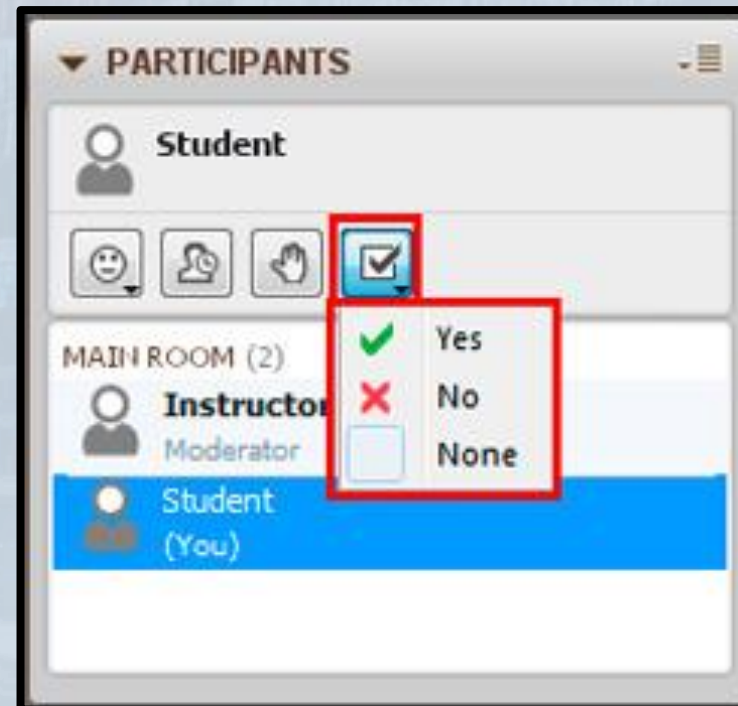 PARTICIPANTS
Student
Yes
MAIN ROOM (2)
No
Instructor
Moderator
None
Student
(You)